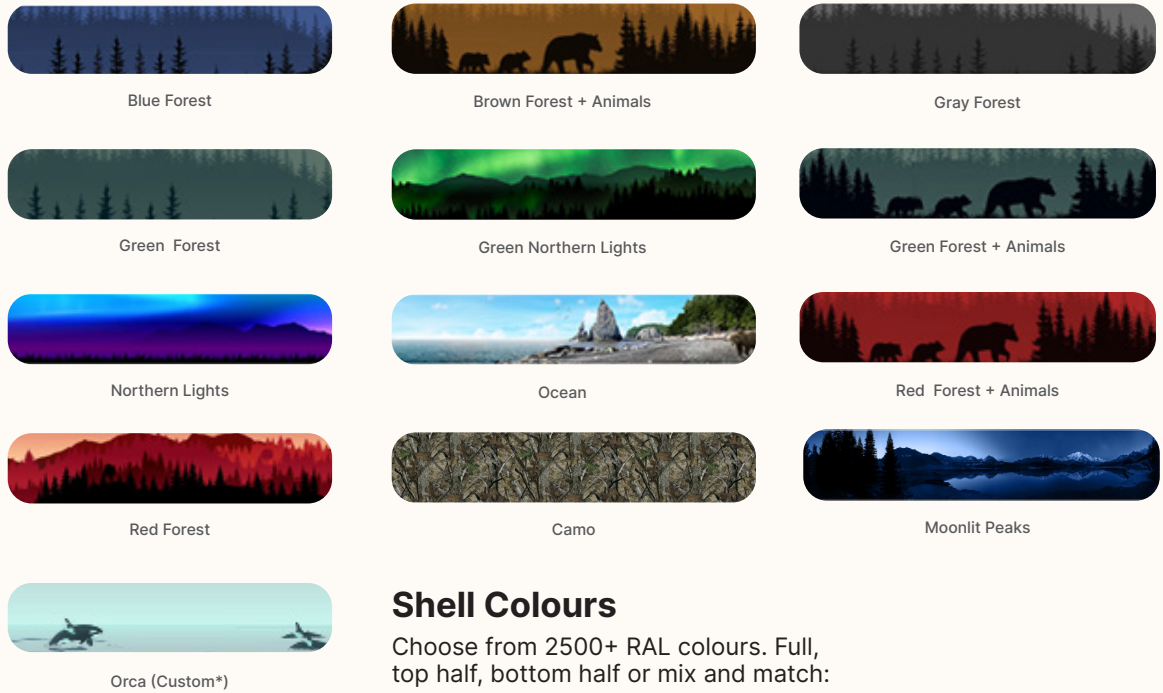 Blue Forest
Brown Forest + Animals
Gray Forest
Green  Forest
Green Northern Lights
Green Forest + Animals
Northern Lights
Ocean
Red  Forest + Animals
Red Forest
Camo
Moonlit Peaks
Orca (Custom*)
Shell Colours
Choose from 2500+ RAL colours. Full,
top half, bottom half or mix and match: